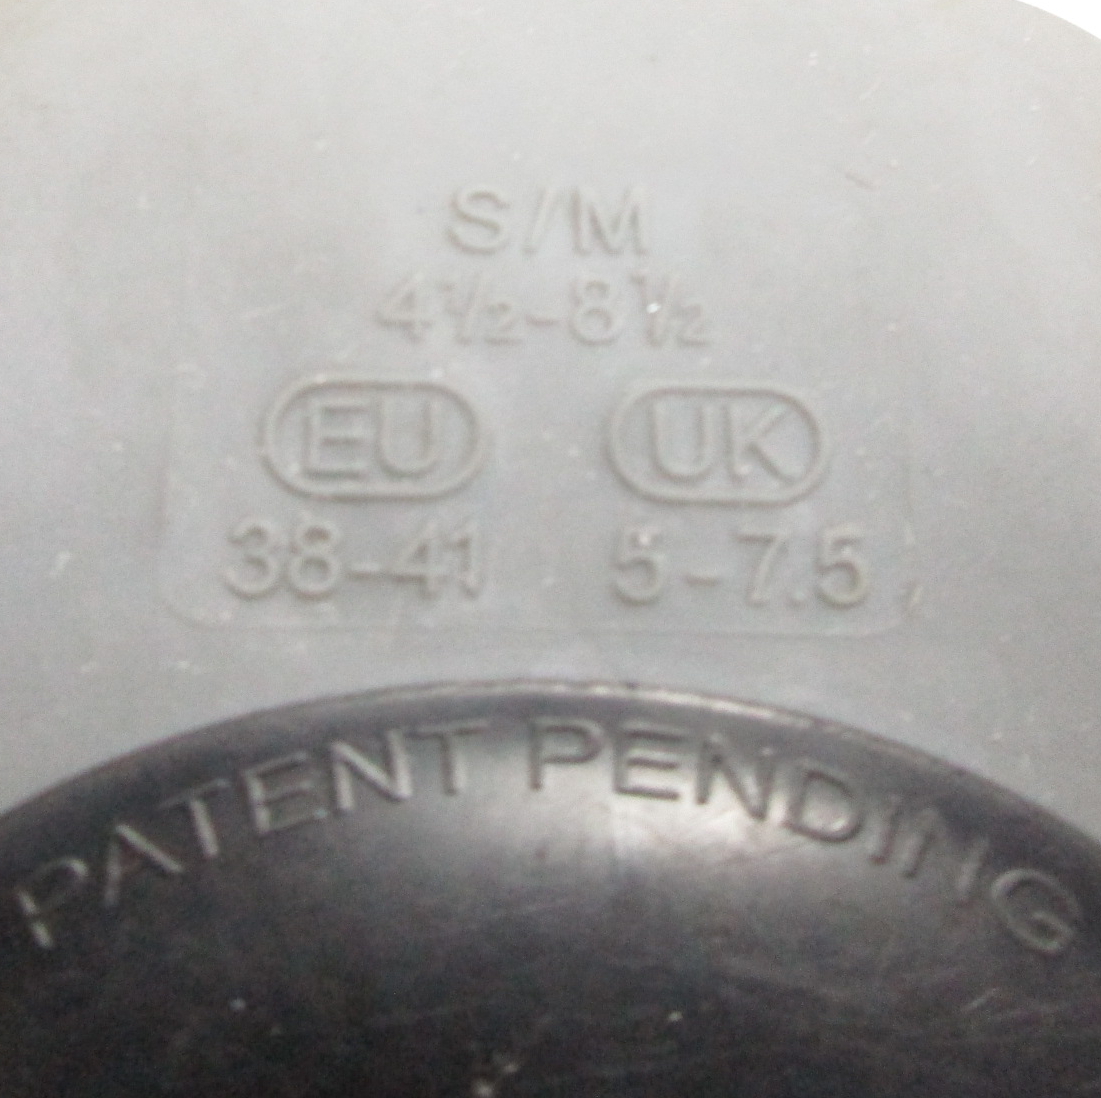 S/M
4½-8½
EU UK
38-41 5-7.5
PATENT PENDING